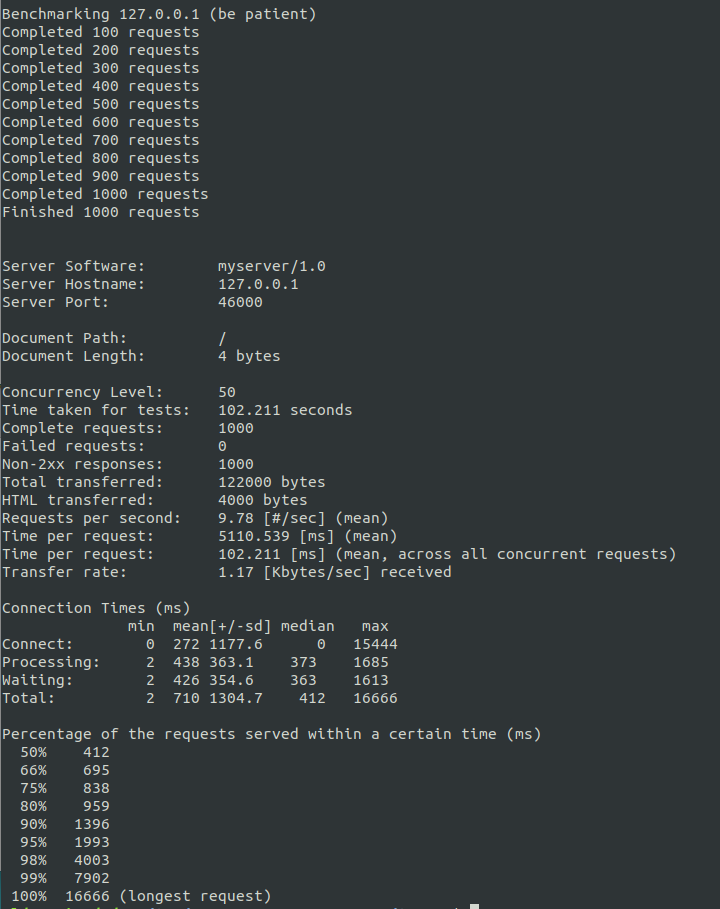 Benchmarking 127.0.0.1 (be patient)
Completed 100 requests
Completed 200 requests
Completed 300 requests
Completed 400 requests
Completed 500 requests
Completed 600 requests
Completed 700 requests
Completed 800 requests
Completed 900 requests
Completed 1000 requests
Finished 1000 requests
Server Software: myserver/1.0
Server Hostname: 127.0.0.1
Server Port: 46000
Document Path: /
Document Length: 4 bytes
Concurrency Level: 50
Time taken for tests: 102.211 seconds
Complete requests: 1000
Failed requests: 0
Non-2xx responses: 1000
Total transferred: 122000 bytes
HTML transferred: 4000 bytes
Requests per second: 9.78 [#/sec] (mean)
Time per request: 5110.539 [ms] (mean)
Time per request: 102.211 [ms] (mean, across all concurrent requests)
Transfer rate: 1.17 [Kbytes/sec] received
Connection Times (ms)
min mean[+/-sd] median max
Connect: 0 272 1177.6 0 15444
Processing: 2 438 363.1 373 1685
Waiting: 2 426 354.6 363 1613
Total: 2 710 1304.7 412 16666
Percentage of the requests served within a certain time (ms)
50% 412
66% 695
75% 838
80% 959
90% 1396
95% 1993
98% 4003
99% 7902
100% 16666 (longest request)